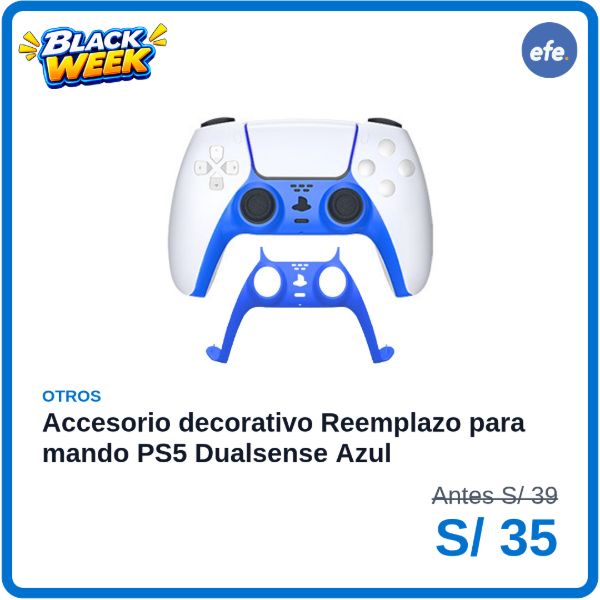 BLACK
WEEK
efe.
OTROS
Accesorio decorativo Reemplazo para
mando PS5 Dualsense Azul
Antes S/ 39
S/ 35